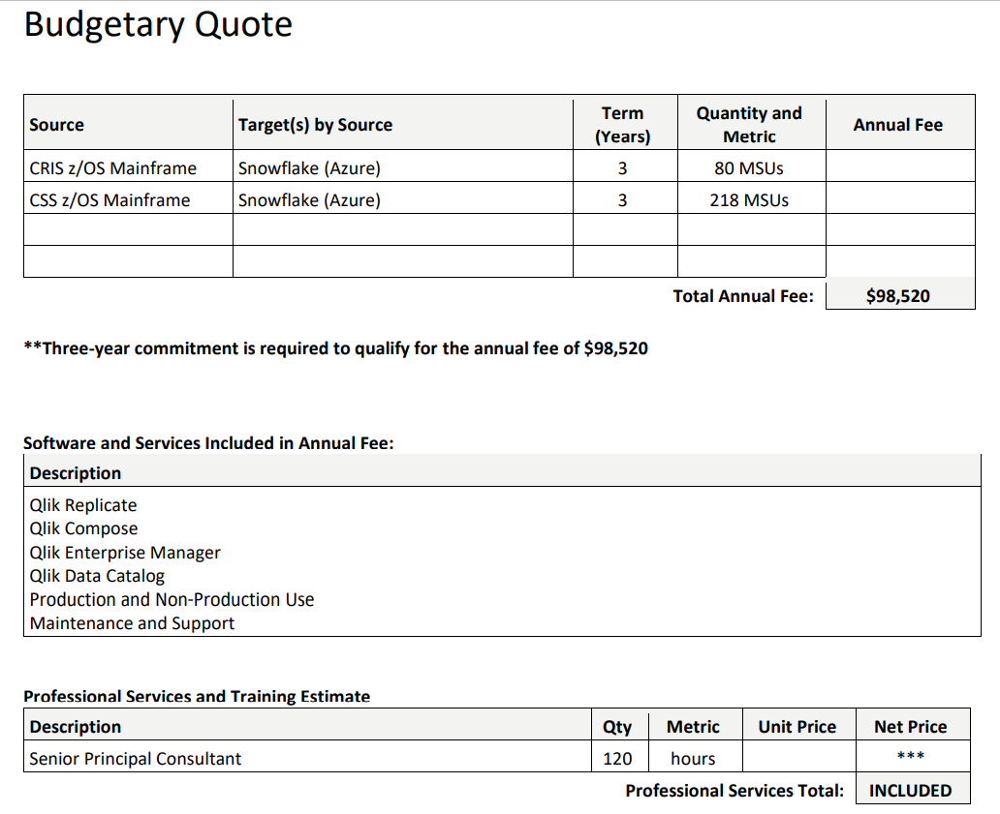 Budgetary Quote
Source Target(s) by Source Term (Years) Quantity and Metric Annual Fee
CRIS z/OS Mainframe Snowflake (Azure) 3 80 MSUs
CSS z/OS Mainframe Snowflake (Azure) 3 218 MSUs
Total Annual Fee: $98,520
**Three-year commitment is required to qualify for the annual fee of $98,520
Software and Services Included in Annual Fee:
Description
Qlik Replicate
Qlik Compose
Qlik Enterprise Manager
Qlik Data Catalog
Production and Non-Production Use
Maintenance and Support
Professional Services and Training Estimate
Description Qty Metric Unit Price Net Price
Senior Principal Consultant 120 hours ***
Professional Services Total: INCLUDED